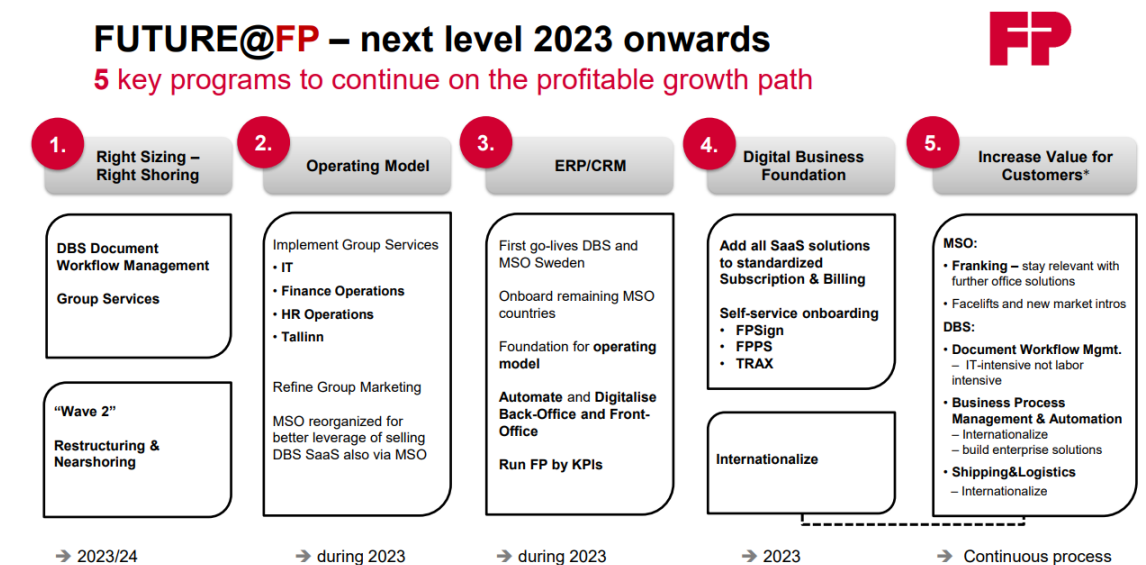 FUTURE@FP – next level 2023 onwards
5 key programs to continue on the profitable growth path
FP
1.
Right Sizing –
Right Shoring
2.
Operating Model
3.
ERP/CRM
4.
Digital Business
Foundation
5.
Increase Value for
Customers*
DBS Document
Workflow Management
Group Services
“Wave 2”
Restructuring &
Nearshoring
Implement Group Services
• IT
• Finance Operations
• HR Operations
• Tallinn
Refine Group Marketing
MSO reorganized for
better leverage of selling
DBS SaaS also via MSO
First go-lives DBS and
MSO Sweden
Onboard remaining MSO
countries
Foundation for operating
model
Automate and Digitalise
Back-Office and Front-
Office
Run FP by KPIs
Add all SaaS solutions
to standardized
Subscription & Billing
Self-service onboarding
• FPSign
• FPPS
• TRAX
Internationalize
MSO:
• Franking – stay relevant with
further office solutions
• Facelifts and new market intros
DBS:
• Document Workflow Mgmt.
– IT-intensive not labor
intensive
• Business Process
Management & Automation
– Internationalize
– build enterprise solutions
• Shipping&Logistics
– Internationalize
➔ 2023/24
➔ during 2023
➔ during 2023
➔ 2023
➔ Continuous process